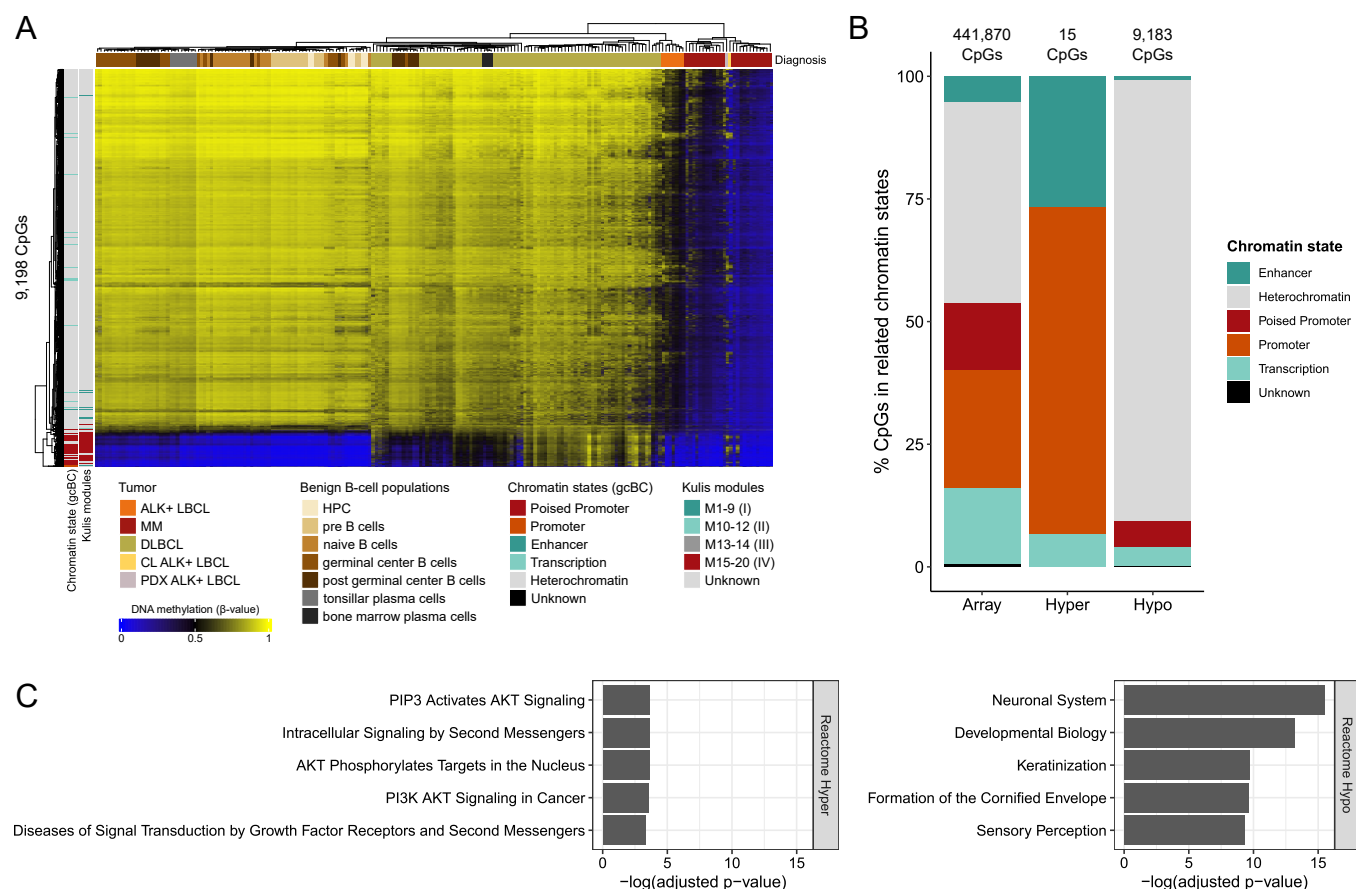 A
Diagnosis
9,198 CpGs
Chromatin state (gcBC)
Kulis modules
Tumor
ALK+ LBCL
MM
DLBCL
CL ALK+ LBCL
PDX ALK+ LBCL
DNA methylation (β-value)
0 0.5 1
Benign B-cell populations
HPC
pre B cells
naive B cells
germinal center B cells
post germinal center B cells
tonsillar plasma cells
bone marrow plasma cells
Chromatin states (gcBC)
Poised Promoter
Promoter
Enhancer
Transcription
Heterochromatin
Unknown
Kulis modules
M1-9 (I)
M10-12 (II)
M13-14 (III)
M15-20 (IV)
Unknown
B
441,870 15 9,183
CpGs CpGs CpGs
% CpGs in related chromatin states
100
75
50
25
0
Array Hyper Hypo
Chromatin state
Enhancer
Heterochromatin
Poised Promoter
Promoter
Transcription
Unknown
C
PIP3 Activates AKT Signaling
Intracellular Signaling by Second Messengers
AKT Phosphorylates Targets in the Nucleus
PI3K AKT Signaling in Cancer
Diseases of Signal Transduction by Growth Factor Receptors and Second Messengers
0 5 10 15
−log(adjusted p−value)
Reactome Hyper
Neuronal System
Developmental Biology
Keratinization
Formation of the Cornified Envelope
Sensory Perception
0 5 10 15
−log(adjusted p−value)
Reactome Hypo